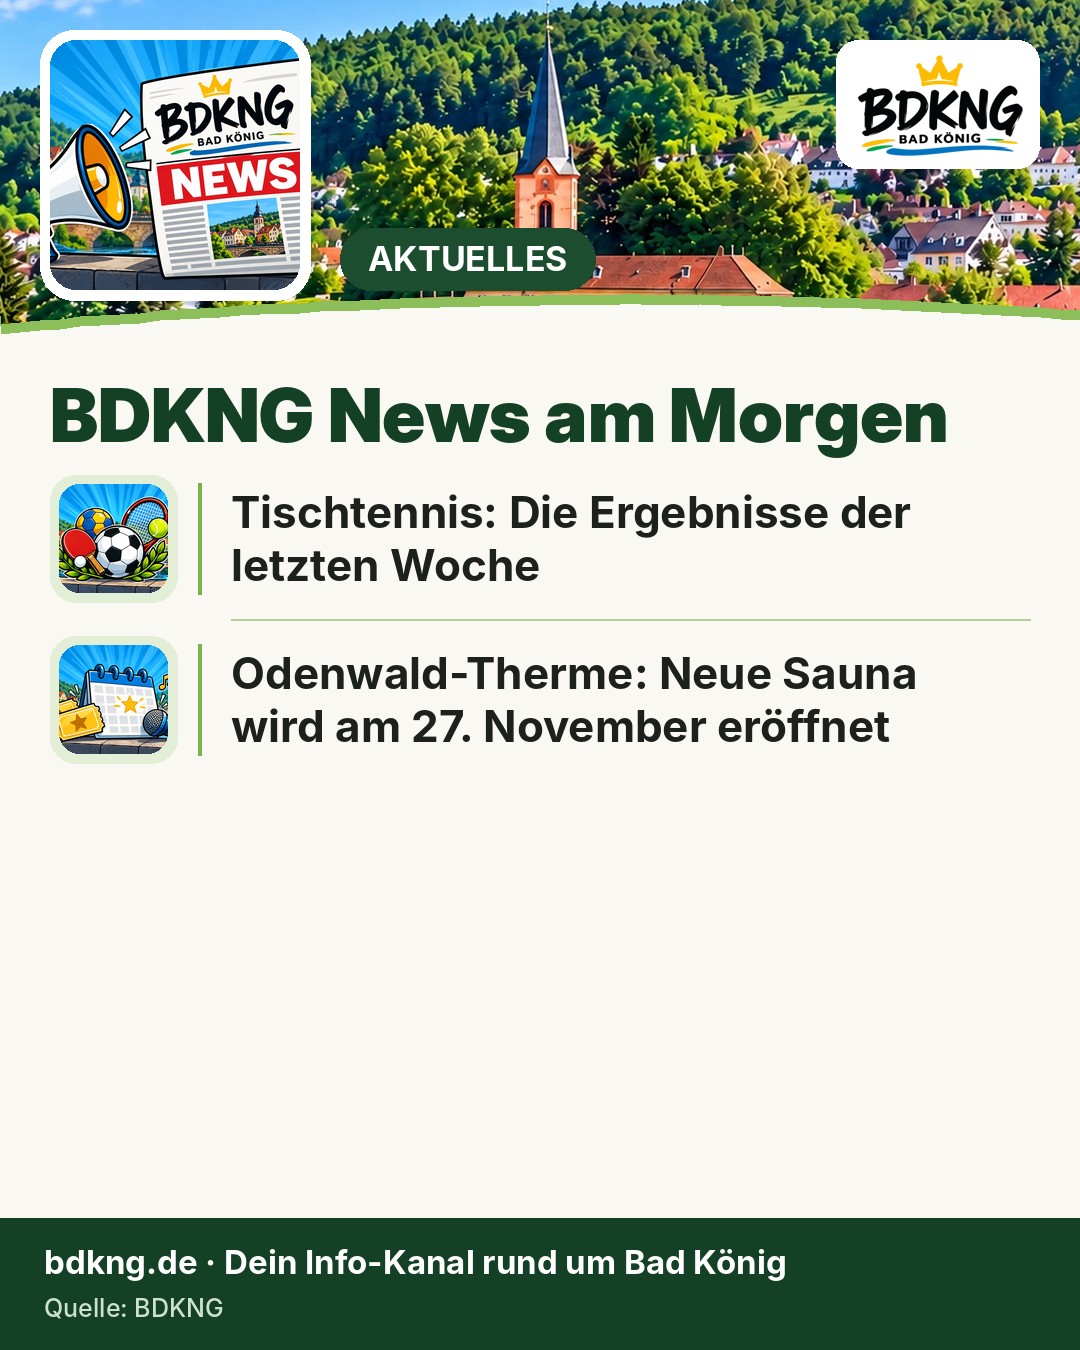 BDKNG
BAD KÖNIG
NEWS
BDKNG
BAD KÖNIG
AKTUELLES
BDKNG News am Morgen
Tischtennis: Die Ergebnisse der
letzten Woche
Odenwald-Therme: Neue Sauna
wird am 27. November eröffnet
bdkng.de · Dein Info-Kanal rund um Bad König
Quelle: BDKNG